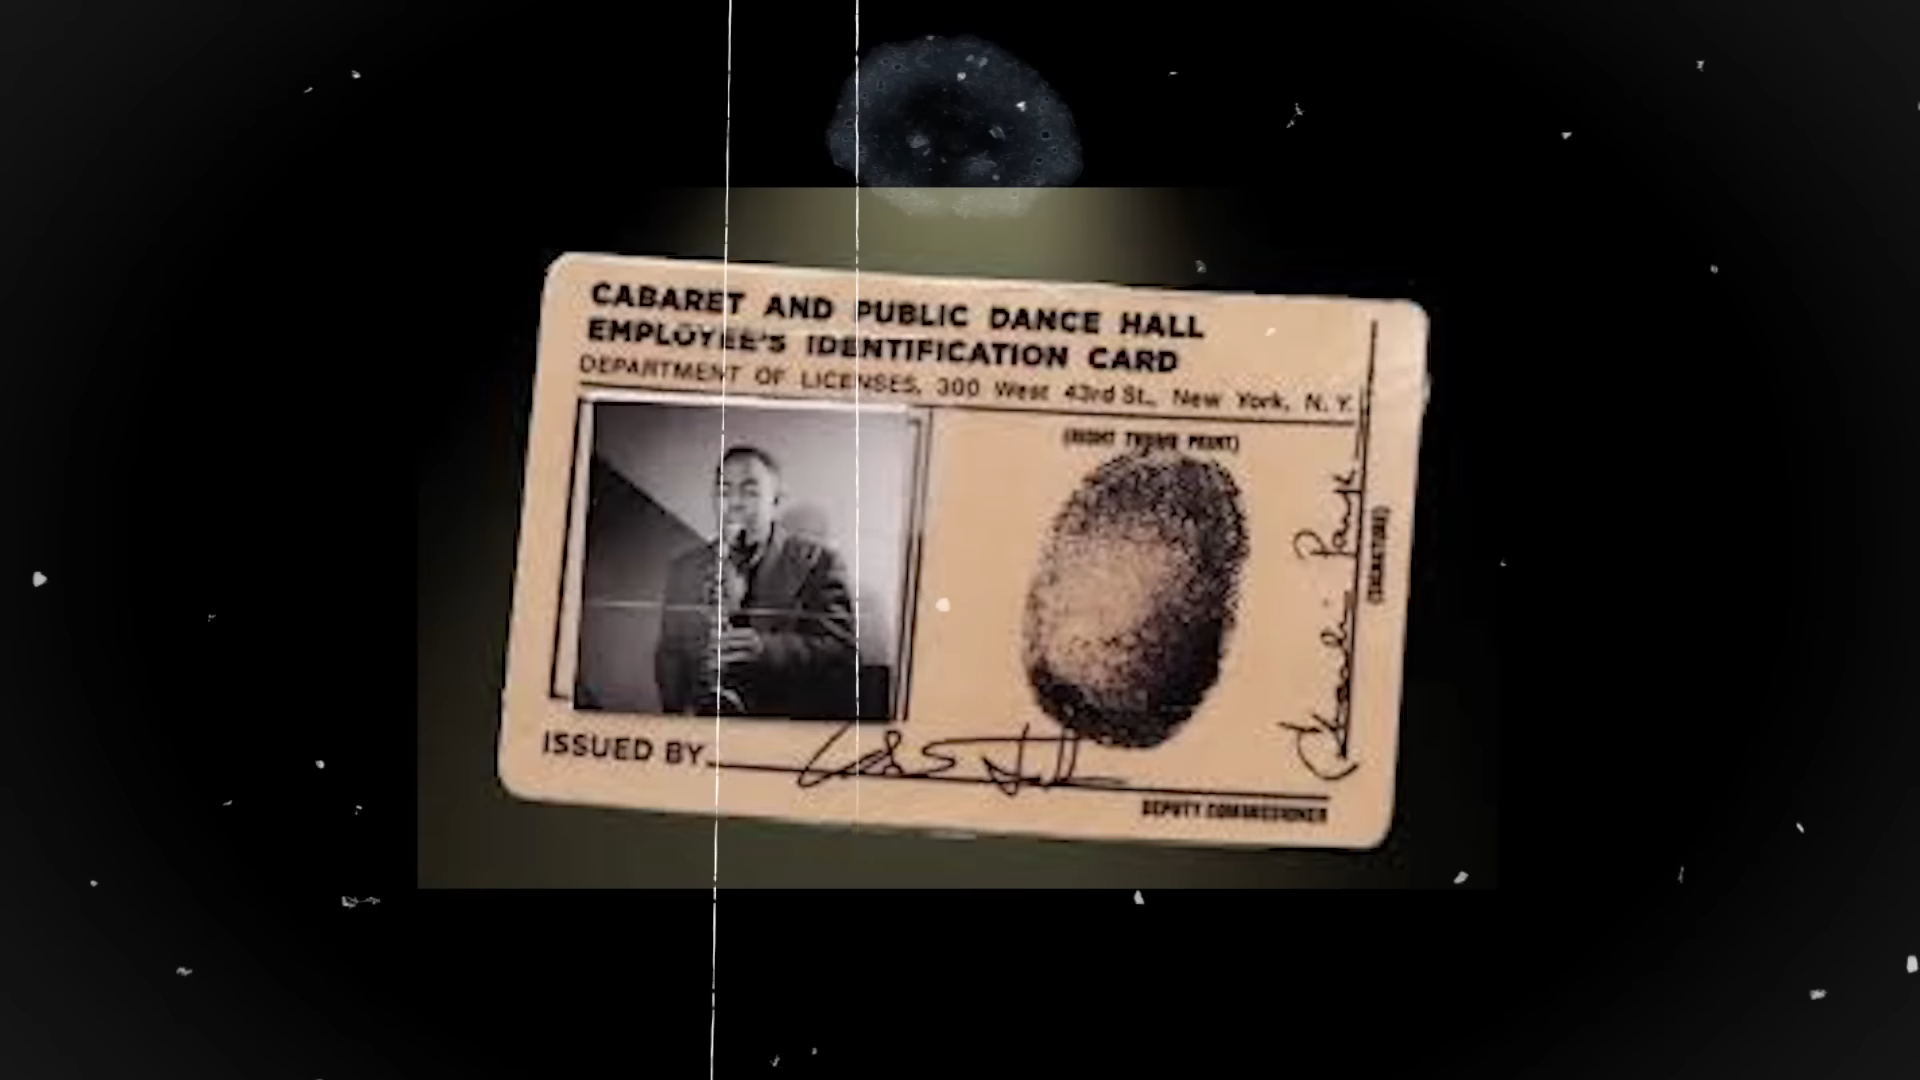 CABARET AND PUBLIC DANCE HALL
EMPLOYEE'S IDENTIFICATION CARD
DEPARTMENT OF LICENSES, 300 West 43rd St., New York, N.Y.
(RIGHT THUMB PRINT)
(SIGNATURE)
ISSUED BY
DEPUTY COMMISSIONER